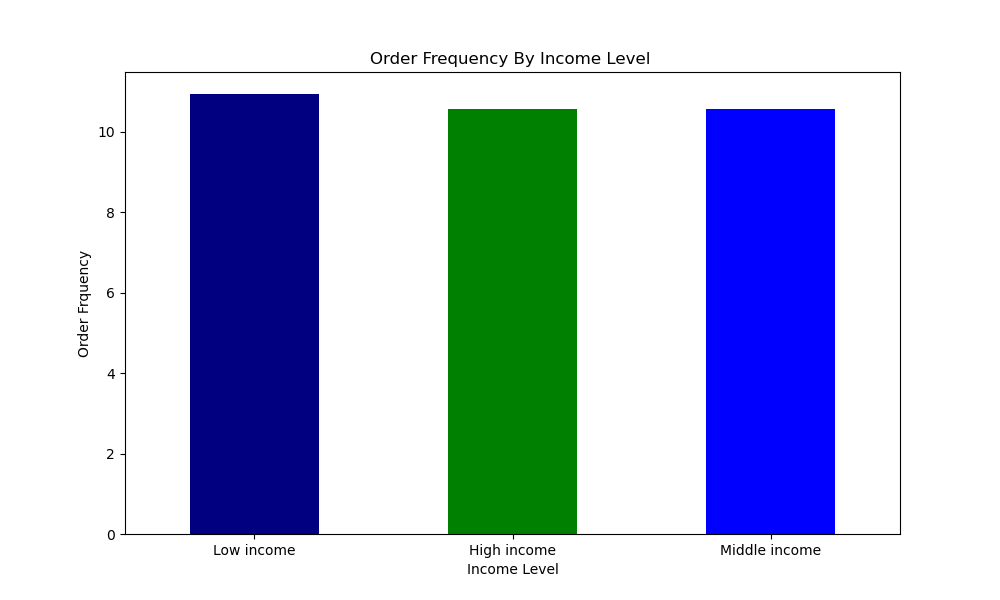 Order Frequency By Income Level
Order Frquency
10
8
6
4
2
0
Low income
High income
Middle income
Income Level